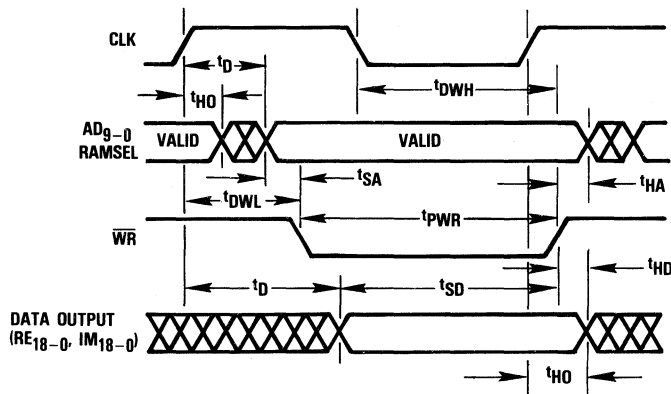 CLK
tD
tDWH
tHO
AD9–0
RAMSEL
VALID
VALID
tSA
tHA
tDWL
tPWR
WR
tHD
tD
tSD
DATA OUTPUT
(RE18–0, IM18–0)
tHO